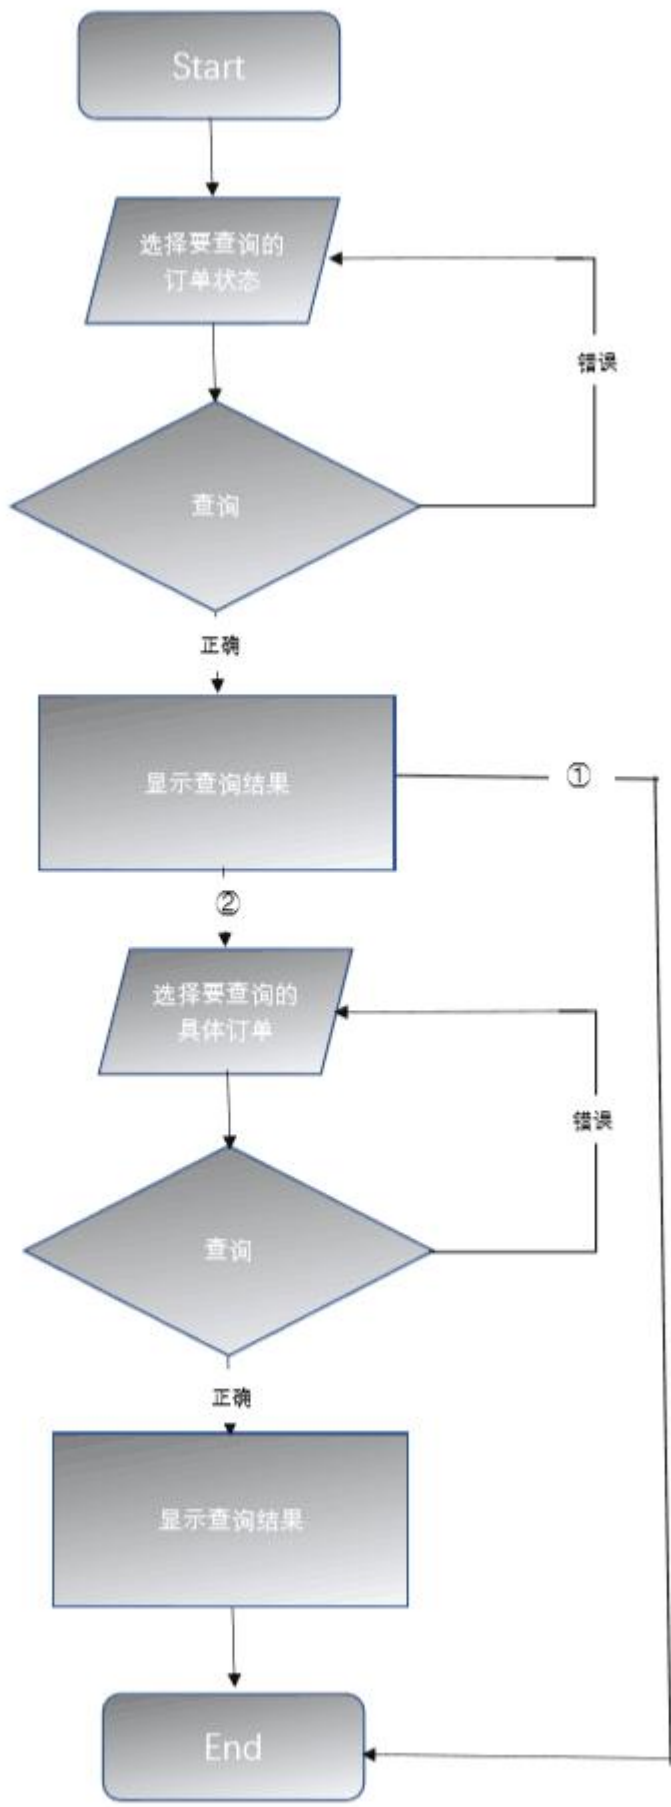 Start
选择要查询的
订单状态
错误
查询
正确
显示查询结果
①
②
选择要查询的
具体订单
错误
查询
正确
显示查询结果
End